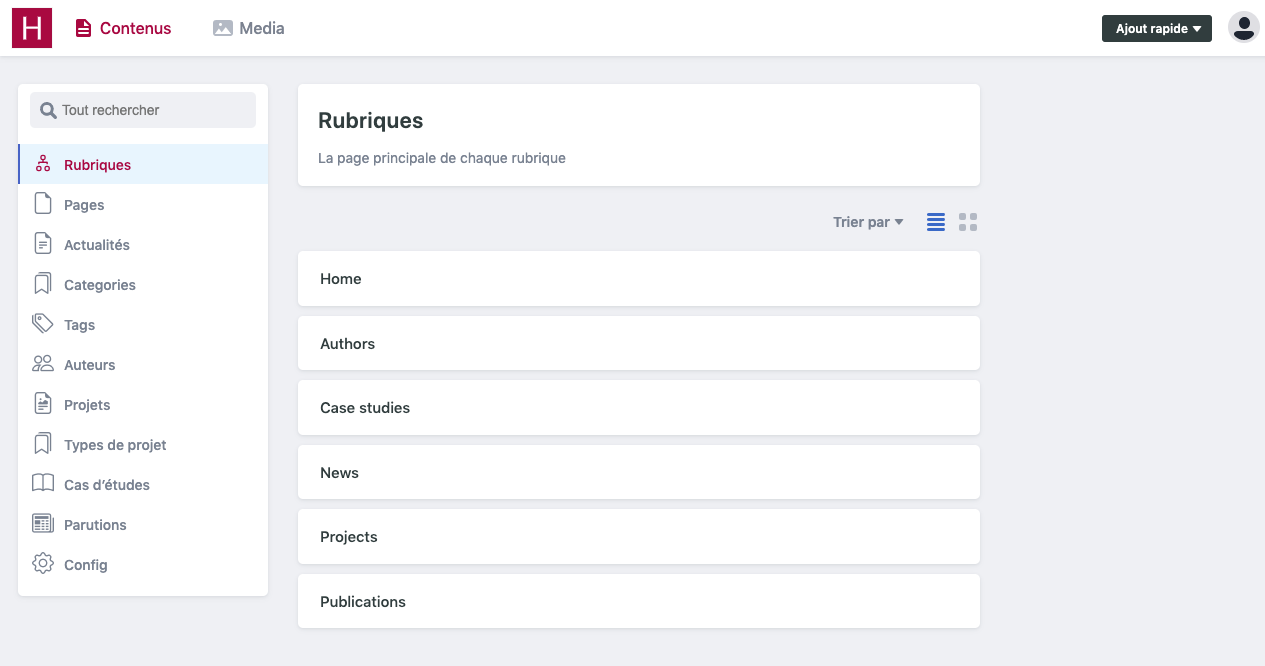 H
Contenus
Media
Ajout rapide
Tout rechercher
Rubriques
Pages
Actualités
Categories
Tags
Auteurs
Projets
Types de projet
Cas d’études
Parutions
Config
Rubriques
La page principale de chaque rubrique
Trier par
Home
Authors
Case studies
News
Projects
Publications